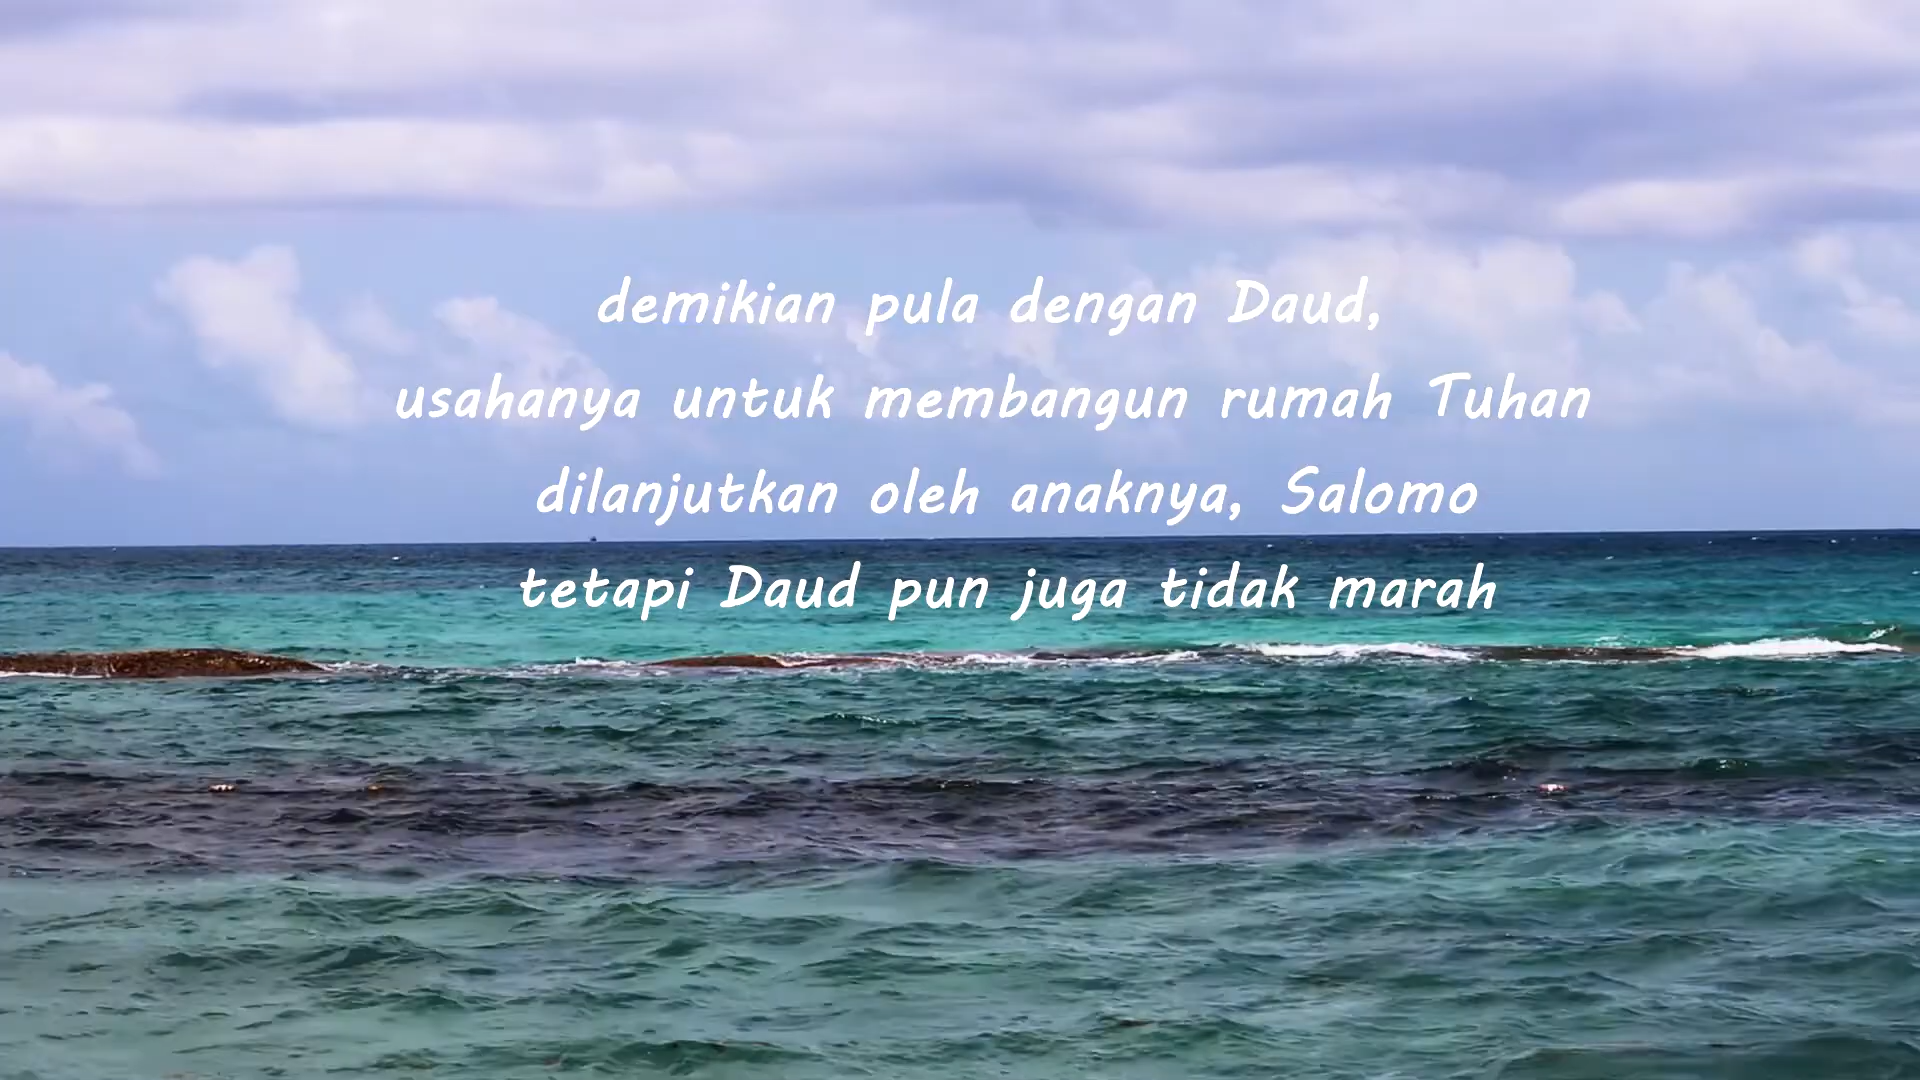 demikian pula dengan Daud,
usahanya untuk membangun rumah Tuhan
dilanjutkan oleh anaknya, Salomo
tetapi Daud pun juga tidak marah